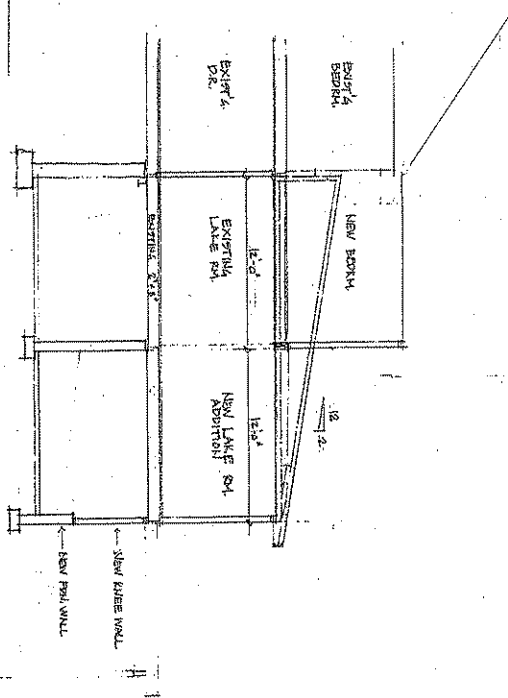 EXIST'G
BEDRM.
NEW BEDRM.
12
2
EXIST'G
D.R.
12'-0"
12'-0"
EXISTING
LAKE RM.
NEW LAKE RM.
ADDITION
EXISTING
NEW KNEE WALL
NEW FDN. WALL